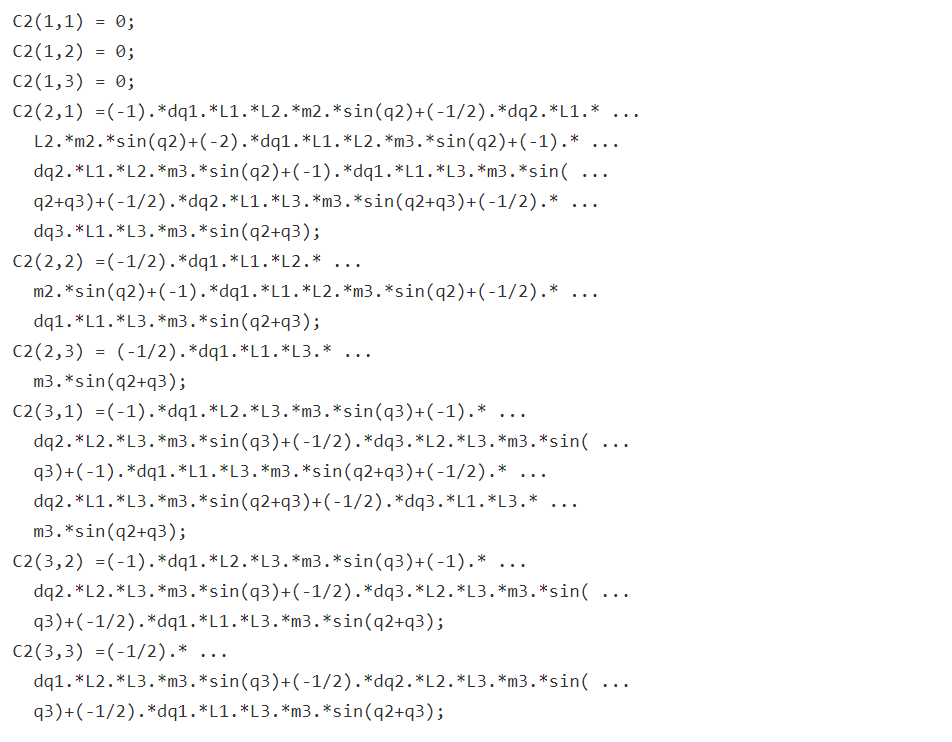 C2(1,1) = 0;
C2(1,2) = 0;
C2(1,3) = 0;
C2(2,1) =(-1).*dq1.*L1.*L2.*m2.*sin(q2)+(-1/2).*dq2.*L1.* ...
L2.*m2.*sin(q2)+(-2).*dq1.*L1.*L2.*m3.*sin(q2)+(-1).* ...
dq2.*L1.*L2.*m3.*sin(q2)+(-1).*dq1.*L1.*L3.*m3.*sin( ...
q2+q3)+(-1/2).*dq2.*L1.*L3.*m3.*sin(q2+q3)+(-1/2).* ...
dq3.*L1.*L3.*m3.*sin(q2+q3);
C2(2,2) =(-1/2).*dq1.*L1.*L2.* ...
m2.*sin(q2)+(-1).*dq1.*L1.*L2.*m3.*sin(q2)+(-1/2).* ...
dq1.*L1.*L3.*m3.*sin(q2+q3);
C2(2,3) = (-1/2).*dq1.*L1.*L3.* ...
m3.*sin(q2+q3);
C2(3,1) =(-1).*dq1.*L2.*L3.*m3.*sin(q3)+(-1).* ...
dq2.*L2.*L3.*m3.*sin(q3)+(-1/2).*dq3.*L2.*L3.*m3.*sin( ...
q3)+(-1).*dq1.*L1.*L3.*m3.*sin(q2+q3)+(-1/2).* ...
dq2.*L1.*L3.*m3.*sin(q2+q3)+(-1/2).*dq3.*L1.*L3.* ...
m3.*sin(q2+q3);
C2(3,2) =(-1).*dq1.*L2.*L3.*m3.*sin(q3)+(-1).* ...
dq2.*L2.*L3.*m3.*sin(q3)+(-1/2).*dq3.*L2.*L3.*m3.*sin( ...
q3)+(-1/2).*dq1.*L1.*L3.*m3.*sin(q2+q3);
C2(3,3) =(-1/2).* ...
dq1.*L2.*L3.*m3.*sin(q3)+(-1/2).*dq2.*L2.*L3.*m3.*sin( ...
q3)+(-1/2).*dq1.*L1.*L3.*m3.*sin(q2+q3);